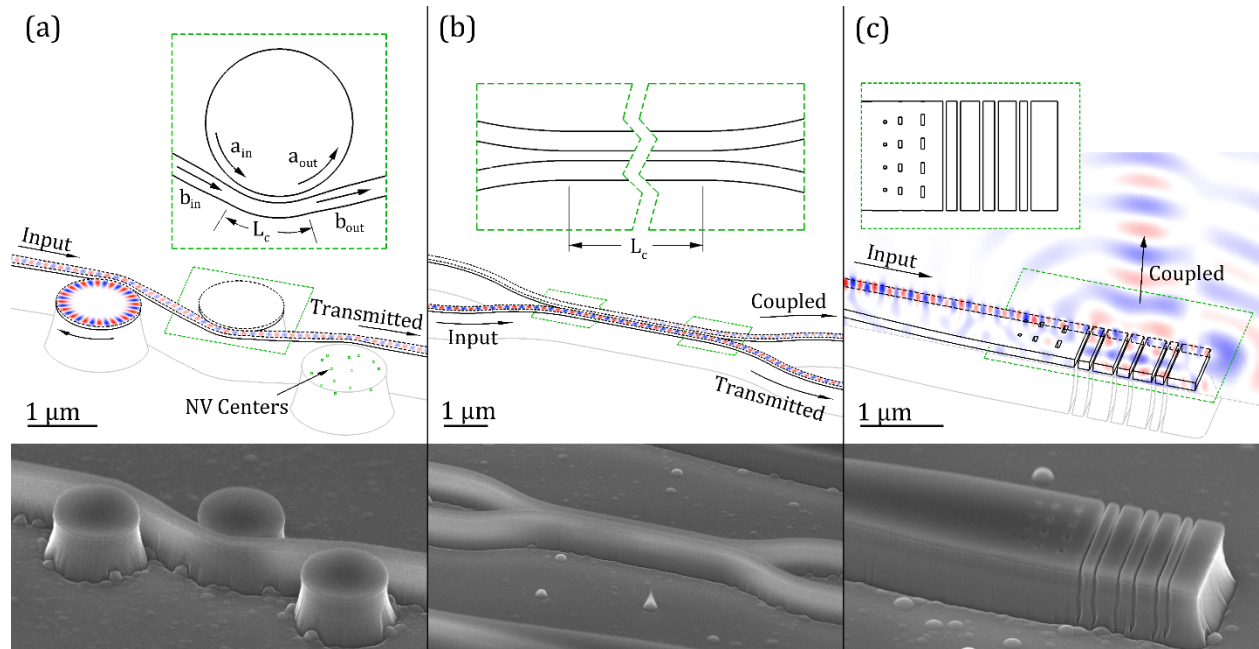 (a)
a_in
a_out
b_in
b_out
L_c
Input
Transmitted
NV Centers
1 μm
(b)
L_c
Input
Coupled
Transmitted
1 μm
(c)
Input
Coupled
1 μm